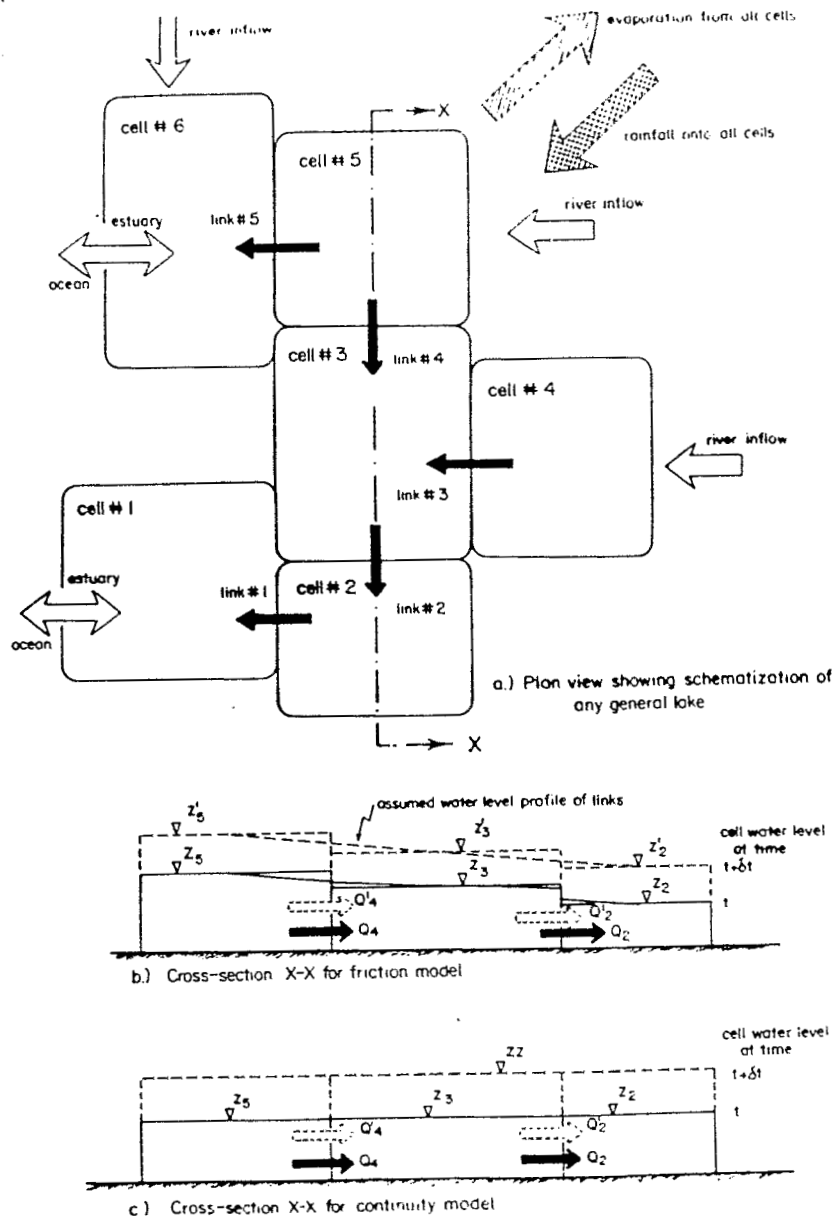 river inflow
evaporation from all cells
X
cell # 6
cell # 5
rainfall onto all cells
river inflow
estuary
link # 5
ocean
cell # 3
link # 4
cell # 4
river inflow
link # 3
cell # 1
estuary
link # 1
cell # 2
link # 2
ocean
a.) Plan view showing schematization of
any general lake
X
assumed water level profile of links
Z'5
Z'3
Z'2
cell water level
at time
t+δt
Z5
Z3
Z2
t
Q'4
Q'2
Q4
Q2
b.) Cross-section X-X for friction model
cell water level
at time
ZZ
t+δt
Z5
Z3
Z2
t
Q'4
Q'2
Q4
Q2
c.) Cross-section X-X for continuity model